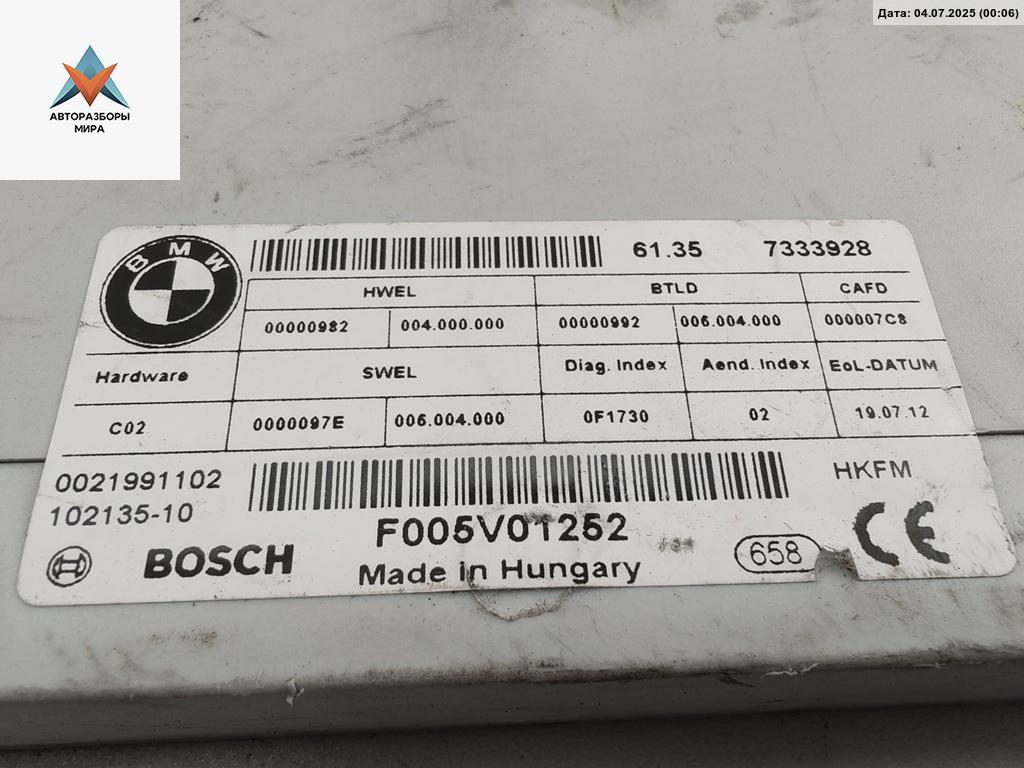 Дата: 04.07.2025 (00:06)
АВТОРАЗБОРЫ
МИРА
BMW
61.35 7333928
HWEL BTLD CAFD
00000982 004.000.000 00000992 006.004.000 000007C8
Hardware SWEL Diag. Index Aend. Index EoL-DATUM
C02 0000097E 006.004.000 0F1730 02 19.07.12
0021991102 HKFM
102135-10
F005V01252
BOSCH Made in Hungary 658 CE